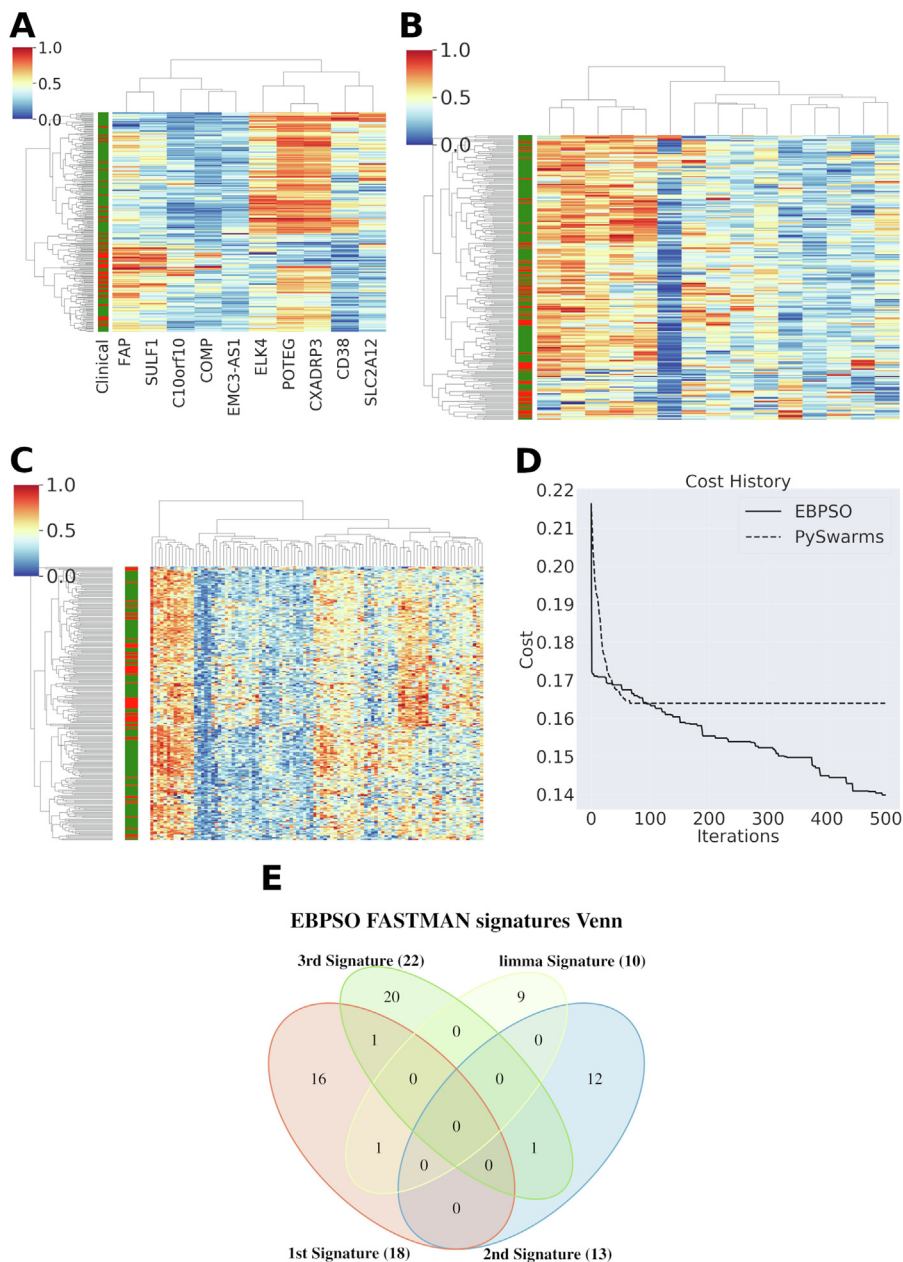 A
1.0
0.5
0.0
Clinical
FAP
SULF1
C10orf10
COMP
EMC3-AS1
ELK4
POTEG
CXADRP3
CD38
SLC2A12
B
1.0
0.5
0.0
C
1.0
0.5
0.0
D
Cost History
EBPSO
PySwarms
Cost
0.22
0.21
0.20
0.19
0.18
0.17
0.16
0.15
0.14
0 100 200 300 400 500
Iterations
E
EBPSO FASTMAN signatures Venn
3rd Signature (22)
limma Signature (10)
20
9
1
0
0
16
0
0
12
0
1
0
0
1
0
1st Signature (18)
2nd Signature (13)